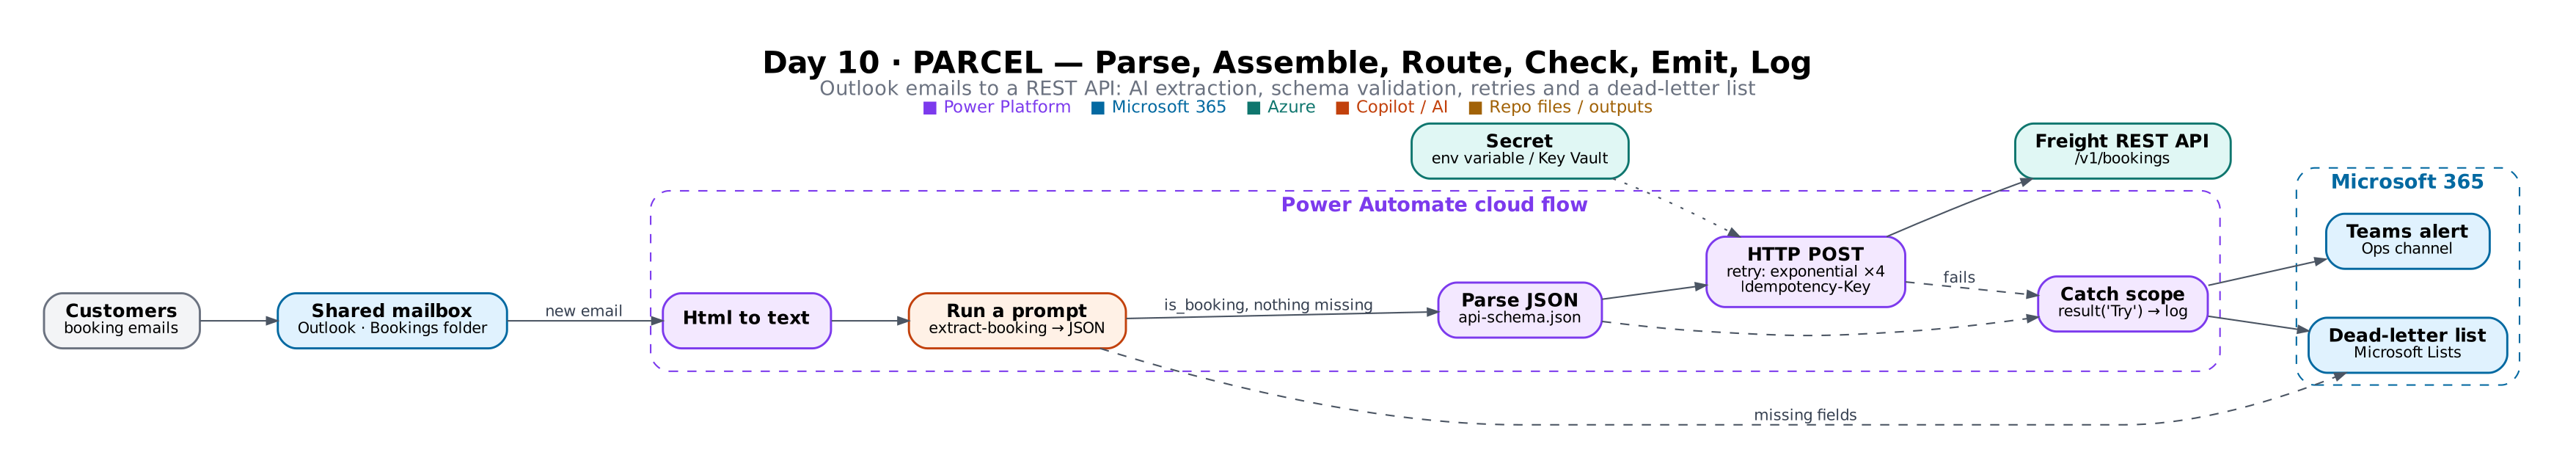 Day 10 · PARCEL — Parse, Assemble, Route, Check, Emit, Log
Outlook emails to a REST API: AI extraction, schema validation, retries and a dead-letter list
■ Power Platform ■ Microsoft 365 ■ Azure ■ Copilot / AI ■ Repo files / outputs
Secret
env variable / Key Vault
Freight REST API
/v1/bookings
Microsoft 365
Power Automate cloud flow
Teams alert
Ops channel
HTTP POST
retry: exponential ×4
Idempotency-Key
fails
Customers
booking emails
Shared mailbox
Outlook · Bookings folder
new email
Html to text
Run a prompt
extract-booking → JSON
is_booking, nothing missing
Parse JSON
api-schema.json
Catch scope
result('Try') → log
Dead-letter list
Microsoft Lists
missing fields